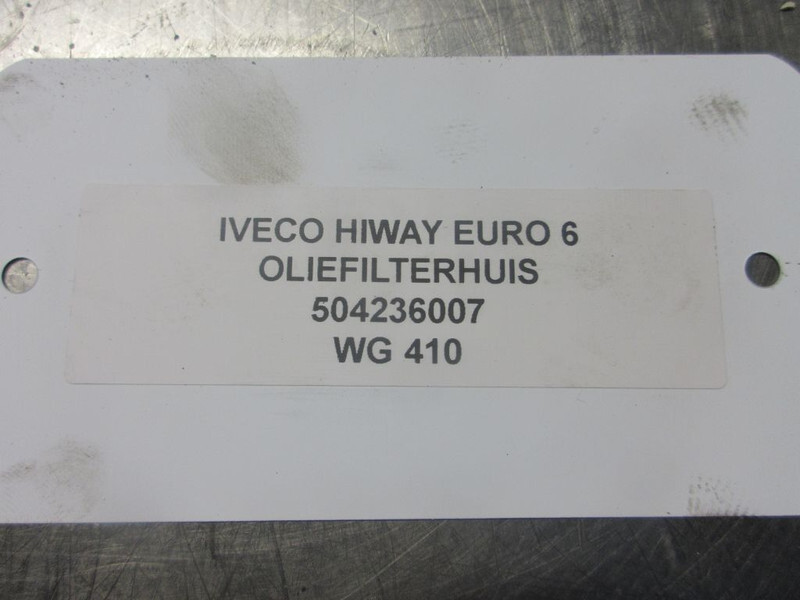 IVECO HIWAY EURO 6
OLIEFILTERHUIS
504236007
WG 410